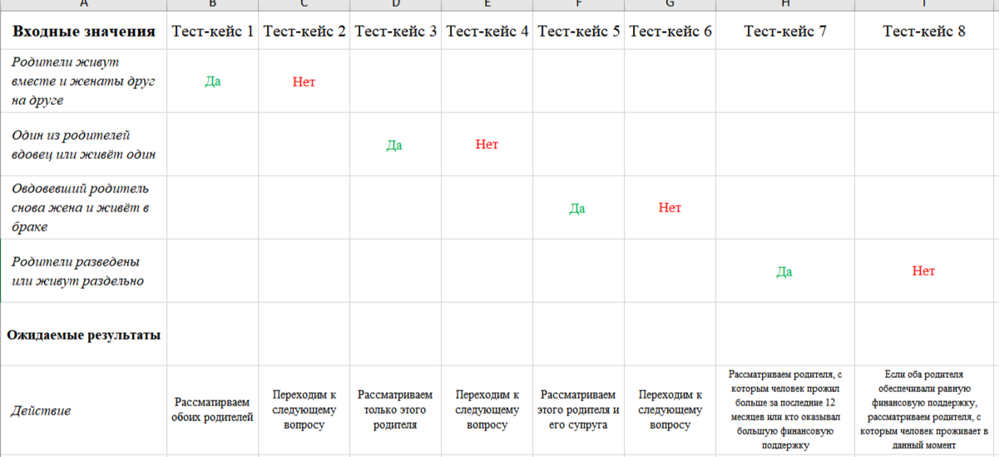 A B C D E F G H I
Входные значения Тест-кейс 1 Тест-кейс 2 Тест-кейс 3 Тест-кейс 4 Тест-кейс 5 Тест-кейс 6 Тест-кейс 7 Тест-кейс 8
Родители живут
вместе и женаты друг
на друге
Да
Нет
Один из родителей
вдовец или живёт один
Да
Нет
Овдовевший родитель
снова жена и живёт в
браке
Да
Нет
Родители разведены
или живут раздельно
Да
Нет
Ожидаемые результаты
Действие
Рассматирваем
обоих родителей
Переходим к
следующему
вопросу
Рассматриваем
только этого
родителя
Переходим к
следующему
вопросу
Рассматриваем
этого родителя и
его супруга
Переходим к
следующему
вопросу
Рассматриваем родителя, с
которым человек прожил
больше за последние 12
месяцев или кто оказывал
большую финансовую
поддержку
Если оба родителя
обеспечивали равную
финансовую поддержку,
рассматриваем родителя, с
которым человек проживает в
данный момент